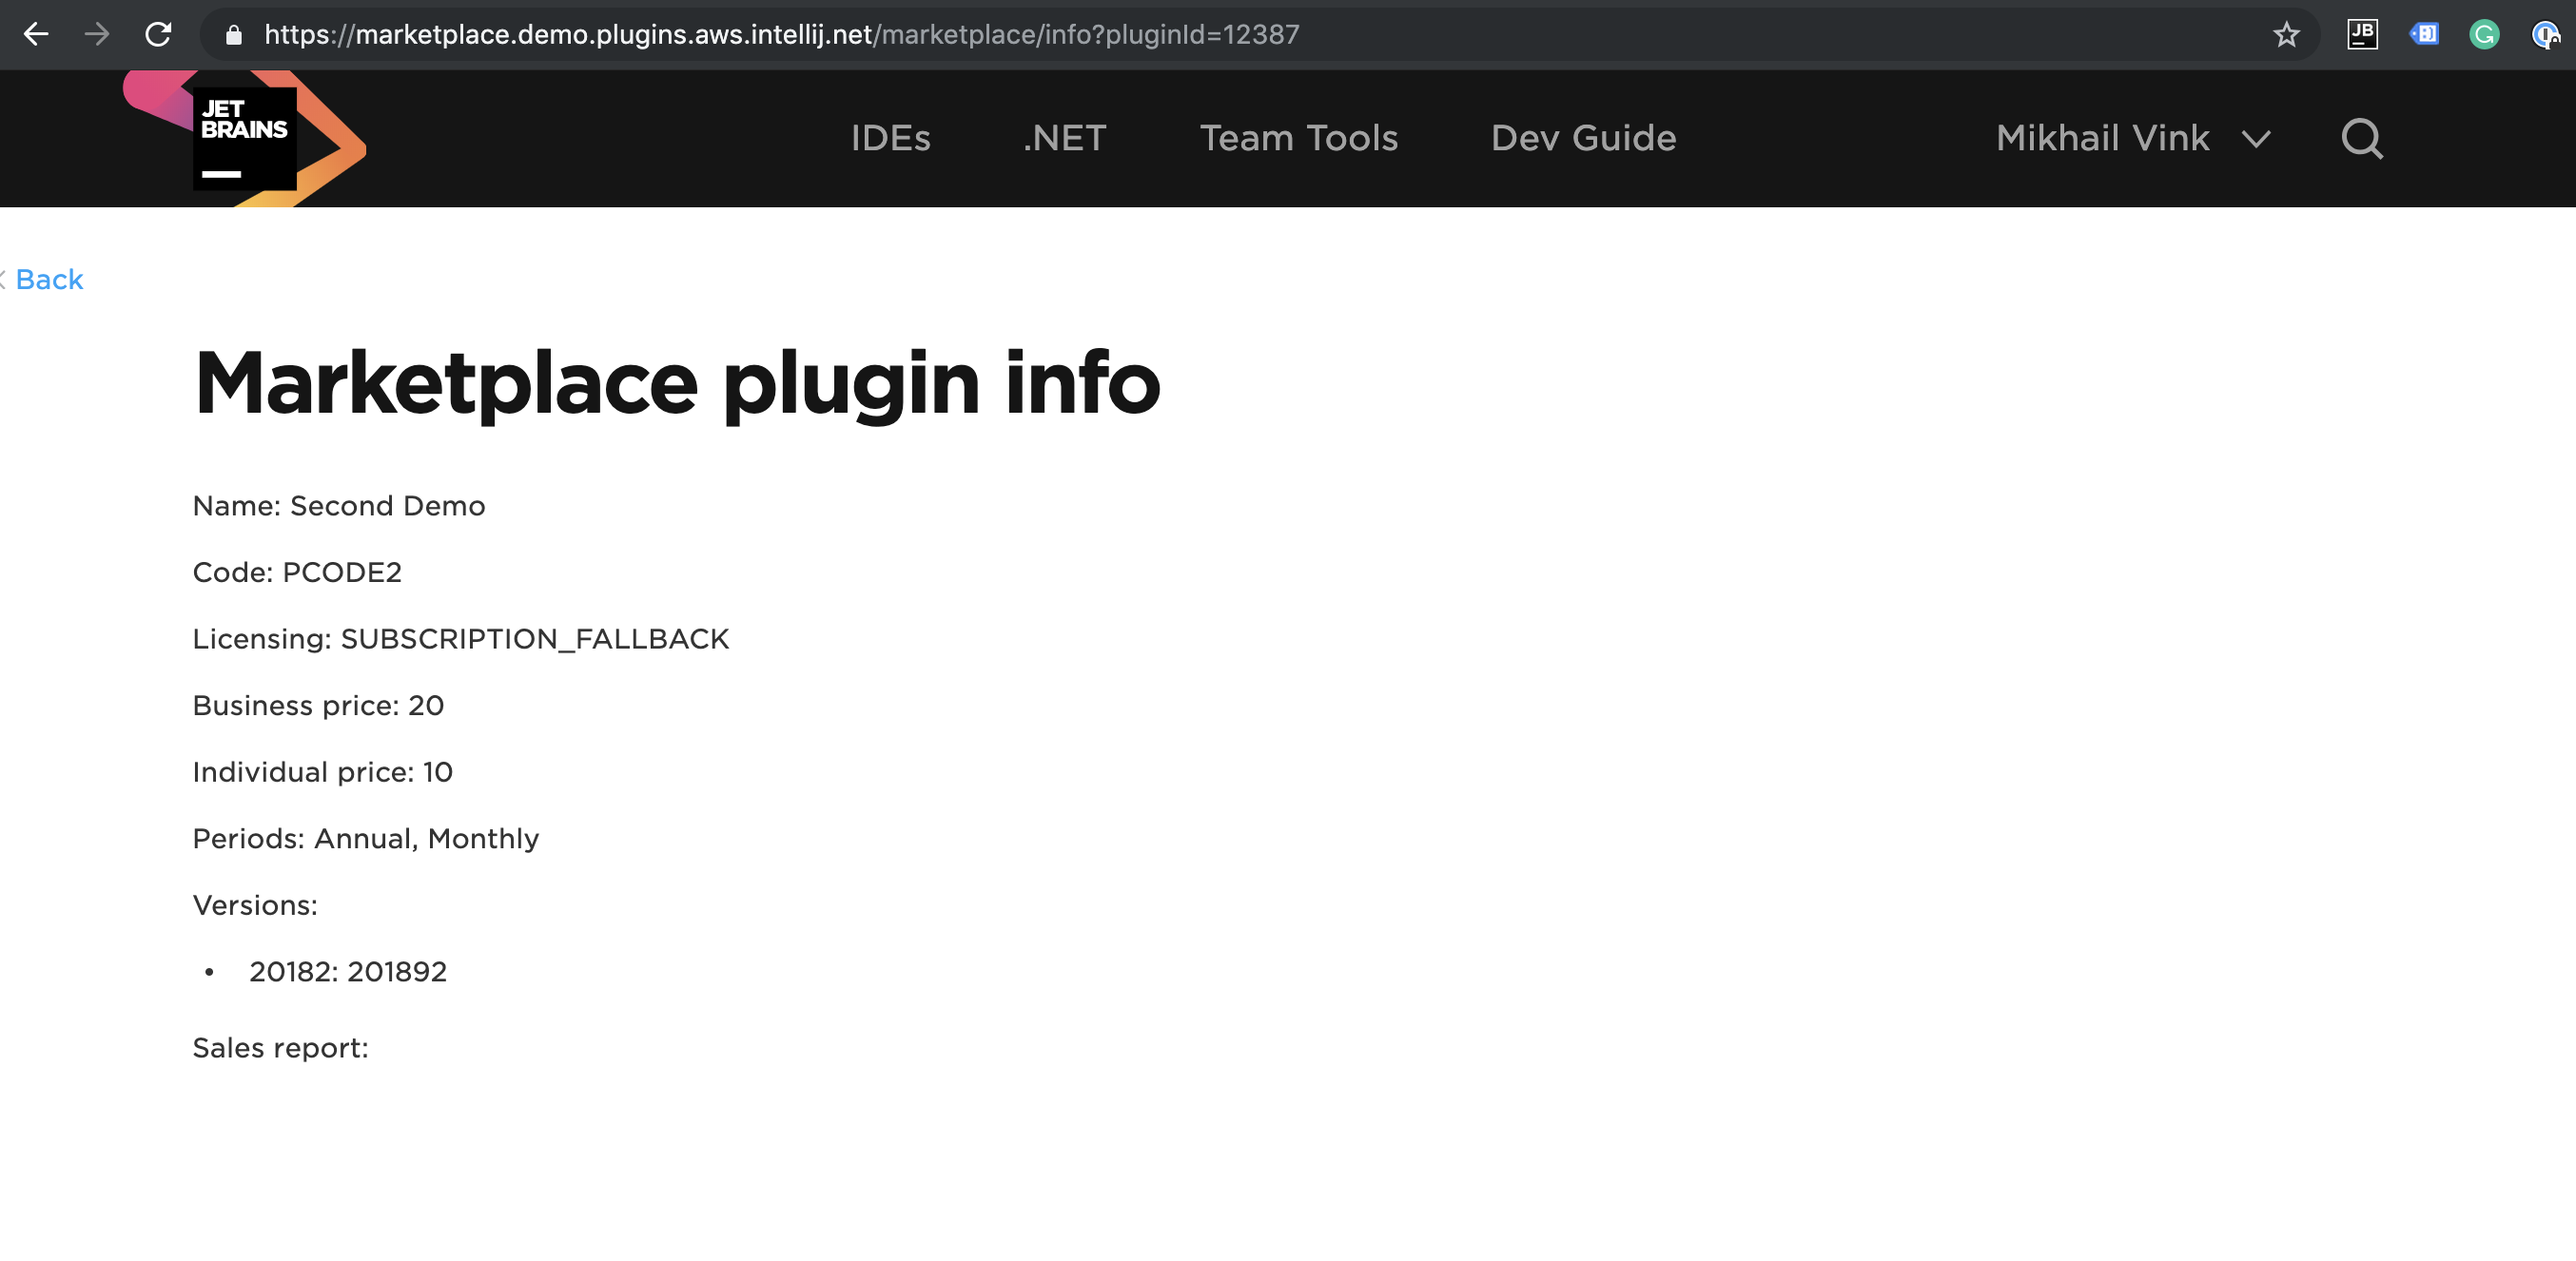 https://marketplace.demo.plugins.aws.intellij.net/marketplace/info?pluginId=12387
JB
JET
BRAINS
IDEs .NET Team Tools Dev Guide Mikhail Vink
Back
Marketplace plugin info
Name: Second Demo
Code: PCODE2
Licensing: SUBSCRIPTION_FALLBACK
Business price: 20
Individual price: 10
Periods: Annual, Monthly
Versions:
• 20182: 201892
Sales report: